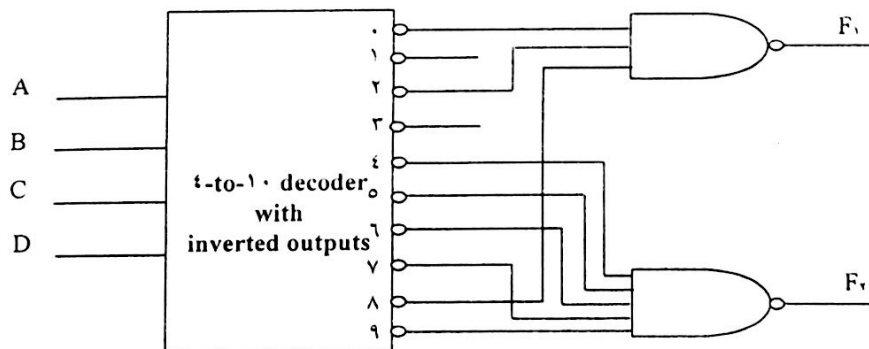 ٠
F١
١
٢
A
٣
B
٤
C
٤-to-١٠ decoder
٥
with
٦
D
inverted outputs
٧
F٢
٨
٩